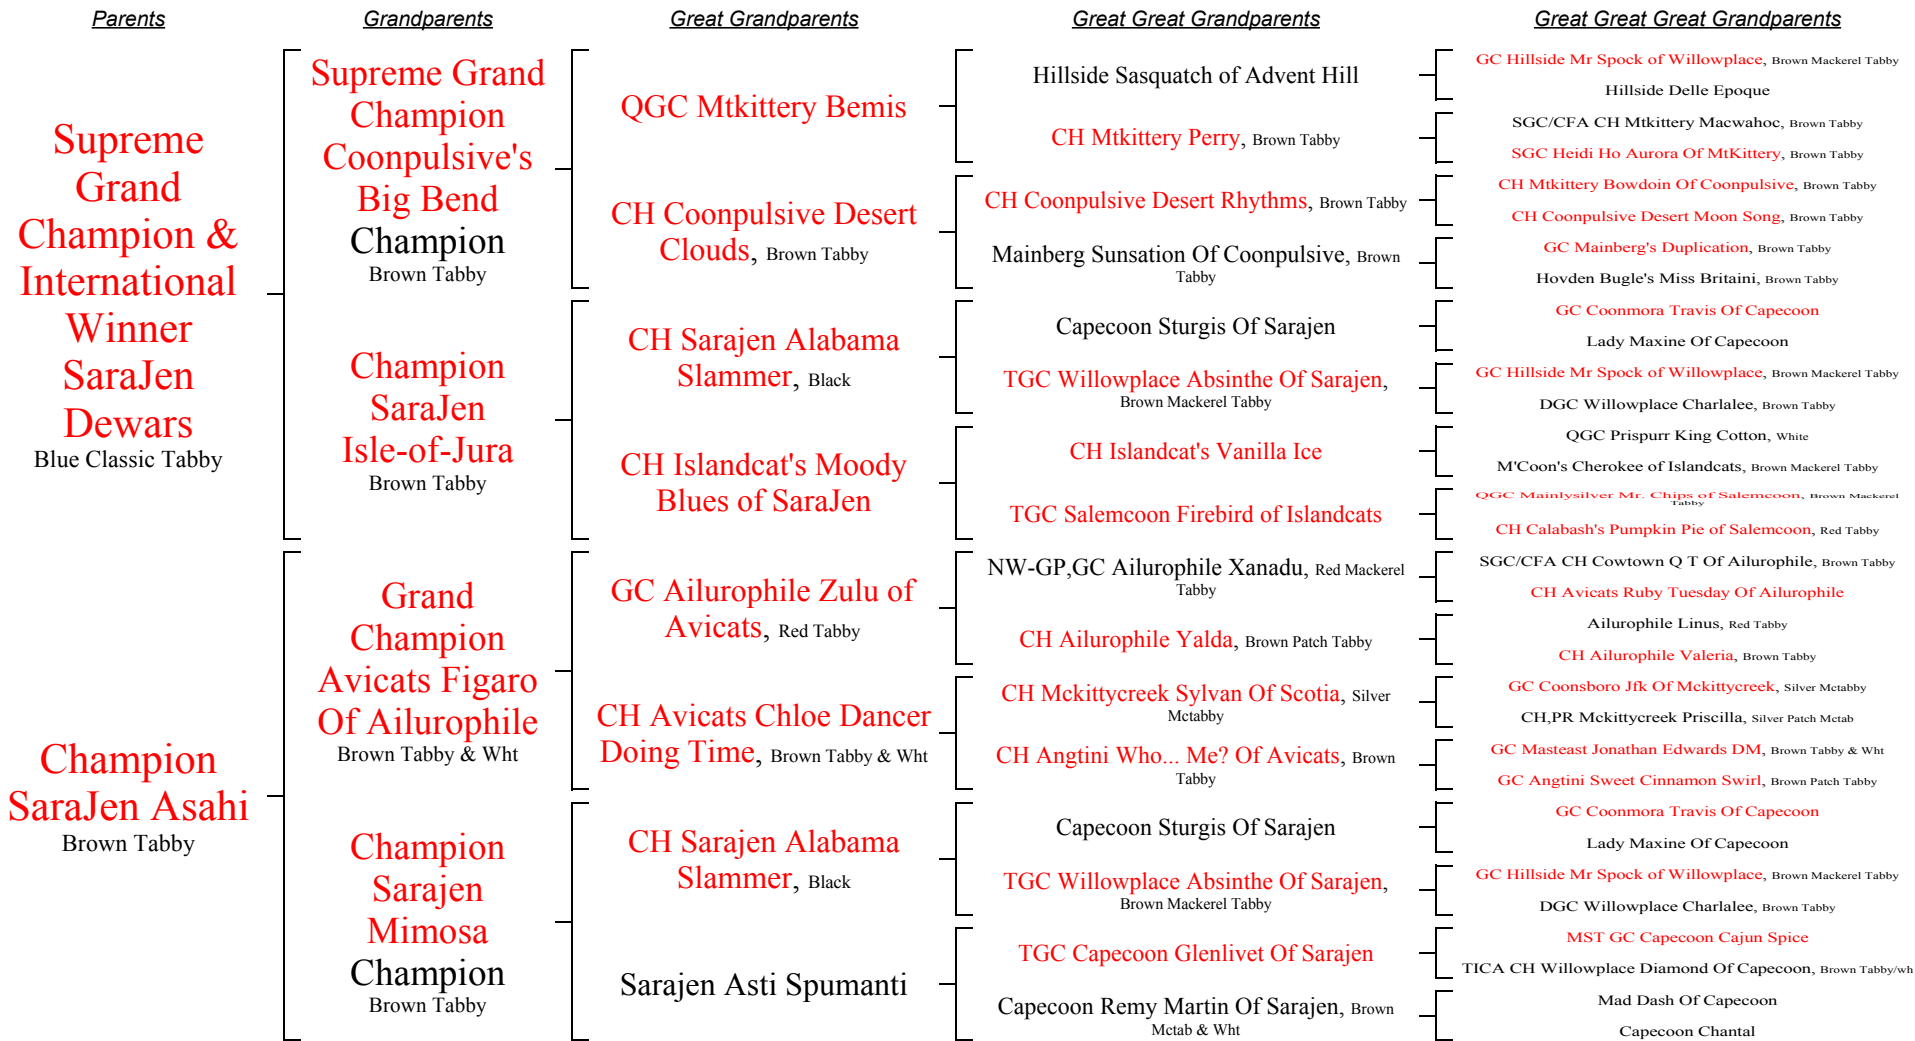 Parents
Grandparents
Great Grandparents
Great Great Grandparents
Great Great Great Grandparents
Supreme
Grand
Champion &
International
Winner
SaraJen
Dewars
Blue Classic Tabby
Champion
SaraJen Asahi
Brown Tabby
Supreme Grand
Champion
Coonpulsive's
Big Bend
Champion
Brown Tabby
Champion
SaraJen
Isle-of-Jura
Brown Tabby
Grand
Champion
Avicats Figaro
Of Ailurophile
Brown Tabby & Wht
Champion
Sarajen
Mimosa
Champion
Brown Tabby
QGC Mtkittery Bemis
CH Coonpulsive Desert
Clouds, Brown Tabby
CH Sarajen Alabama
Slammer, Black
CH Islandcat's Moody
Blues of SaraJen
GC Ailurophile Zulu of
Avicats, Red Tabby
CH Avicats Chloe Dancer
Doing Time, Brown Tabby & Wht
CH Sarajen Alabama
Slammer, Black
Sarajen Asti Spumanti
Hillside Sasquatch of Advent Hill
CH Mtkittery Perry, Brown Tabby
CH Coonpulsive Desert Rhythms, Brown Tabby
Mainberg Sunsation Of Coonpulsive, Brown
Tabby
Capecoon Sturgis Of Sarajen
TGC Willowplace Absinthe Of Sarajen,
Brown Mackerel Tabby
CH Islandcat's Vanilla Ice
TGC Salemcoon Firebird of Islandcats
NW-GP,GC Ailurophile Xanadu, Red Mackerel
Tabby
CH Ailurophile Yalda, Brown Patch Tabby
CH Mckittycreek Sylvan Of Scotia, Silver
Mctabby
CH Angtini Who... Me? Of Avicats, Brown
Tabby
Capecoon Sturgis Of Sarajen
TGC Willowplace Absinthe Of Sarajen,
Brown Mackerel Tabby
TGC Capecoon Glenlivet Of Sarajen
Capecoon Remy Martin Of Sarajen, Brown
Mctab & Wht
GC Hillside Mr Spock of Willowplace, Brown Mackerel Tabby
Hillside Delle Epoque
SGC/CFA CH Mtkittery Macwahoc, Brown Tabby
SGC Heidi Ho Aurora Of MtKittery, Brown Tabby
CH Mtkittery Bowdoin Of Coonpulsive, Brown Tabby
CH Coonpulsive Desert Moon Song, Brown Tabby
GC Mainberg's Duplication, Brown Tabby
Hovden Bugle's Miss Britaini, Brown Tabby
GC Coonmora Travis Of Capecoon
Lady Maxine Of Capecoon
GC Hillside Mr Spock of Willowplace, Brown Mackerel Tabby
DGC Willowplace Charlalee, Brown Tabby
QGC Prispurr King Cotton, White
M'Coon's Cherokee of Islandcats, Brown Mackerel Tabby
QGC Mainlysilver Mr. Chips of Salemcoon, Brown Mackerel
Tabby
CH Calabash's Pumpkin Pie of Salemcoon, Red Tabby
SGC/CFA CH Cowtown Q T Of Ailurophile, Brown Tabby
CH Avicats Ruby Tuesday Of Ailurophile
Ailurophile Linus, Red Tabby
CH Ailurophile Valeria, Brown Tabby
GC Coonsboro Jfk Of Mckittycreek, Silver Mctabby
CH,PR Mckittycreek Priscilla, Silver Patch Mctab
GC Masteast Jonathan Edwards DM, Brown Tabby & Wht
GC Angtini Sweet Cinnamon Swirl, Brown Patch Tabby
GC Coonmora Travis Of Capecoon
Lady Maxine Of Capecoon
GC Hillside Mr Spock of Willowplace, Brown Mackerel Tabby
DGC Willowplace Charlalee, Brown Tabby
MST GC Capecoon Cajun Spice
TICA CH Willowplace Diamond Of Capecoon, Brown Tabby/wh
Mad Dash Of Capecoon
Capecoon Chantal